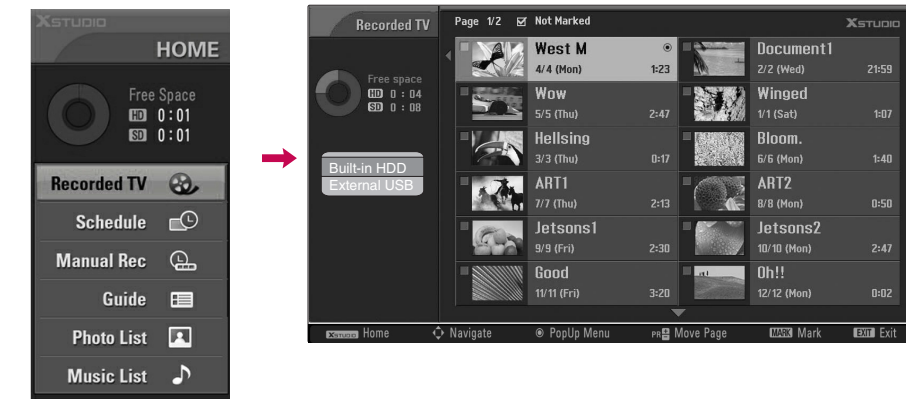 XSTUDIO
HOME
Free Space
HD 0:01
SD 0:01
Recorded TV
Schedule
Manual Rec
Guide
Photo List
Music List
Recorded TV
Page 1/2 Not Marked
XSTUDIO
Free space
HD 0 : 04
SD 0 : 08
Built-in HDD
External USB
West M
4/4 (Mon) 1:23
Document1
2/2 (Wed) 21:59
Wow
5/5 (Thu) 2:47
Winged
1/1 (Sat) 1:07
Hellsing
3/3 (Thu) 0:17
Bloom.
6/6 (Mon) 1:40
ART1
7/7 (Thu) 2:13
ART2
8/8 (Mon) 0:50
Jetsons1
9/9 (Fri) 2:30
Jetsons2
10/10 (Mon) 2:47
Good
11/11 (Fri) 3:20
Oh!!
12/12 (Mon) 0:02
XSTUDIO Home Navigate PopUp Menu PR Move Page MARK Mark EXIT Exit